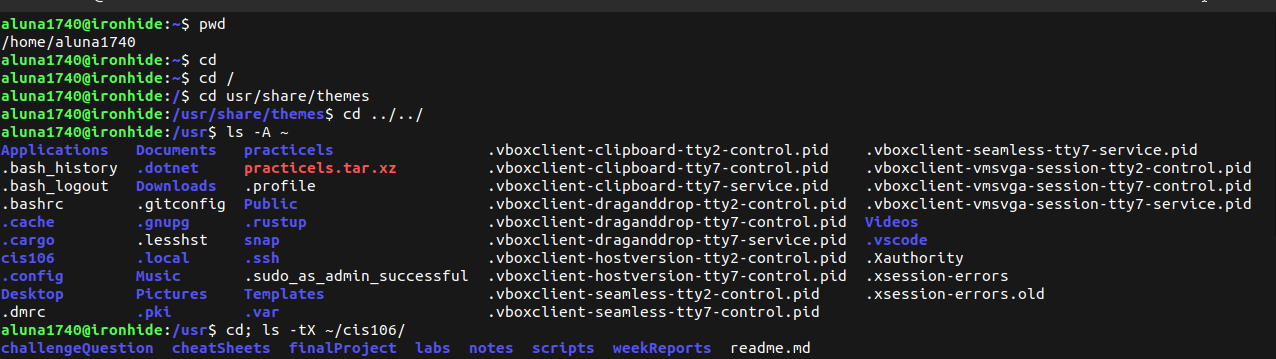 aluna1740@ironhide:~$ pwd
/home/aluna1740
aluna1740@ironhide:~$ cd
aluna1740@ironhide:~$ cd /
aluna1740@ironhide:/$ cd usr/share/themes
aluna1740@ironhide:/usr/share/themes$ cd ../../
aluna1740@ironhide:/usr$ ls -A ~
Applications Documents practicels .vboxclient-clipboard-tty2-control.pid .vboxclient-seamless-tty7-service.pid
.bash_history .dotnet practicels.tar.xz .vboxclient-clipboard-tty7-control.pid .vboxclient-vmsvga-session-tty2-control.pid
.bash_logout Downloads .profile .vboxclient-clipboard-tty7-service.pid .vboxclient-vmsvga-session-tty7-control.pid
.bashrc .gitconfig Public .vboxclient-draganddrop-tty2-control.pid .vboxclient-vmsvga-session-tty7-service.pid
.cache .gnupg .rustup .vboxclient-draganddrop-tty7-control.pid Videos
.cargo .lesshst snap .vboxclient-draganddrop-tty7-service.pid .vscode
cis106 .local .ssh .vboxclient-hostversion-tty2-control.pid .Xauthority
.config Music .sudo_as_admin_successful .vboxclient-hostversion-tty7-control.pid .xsession-errors
Desktop Pictures Templates .vboxclient-seamless-tty2-control.pid .xsession-errors.old
.dmrc .pki .var .vboxclient-seamless-tty7-control.pid
aluna1740@ironhide:/usr$ cd; ls -tX ~/cis106/
challengeQuestion cheatSheets finalProject labs notes scripts weekReports readme.md